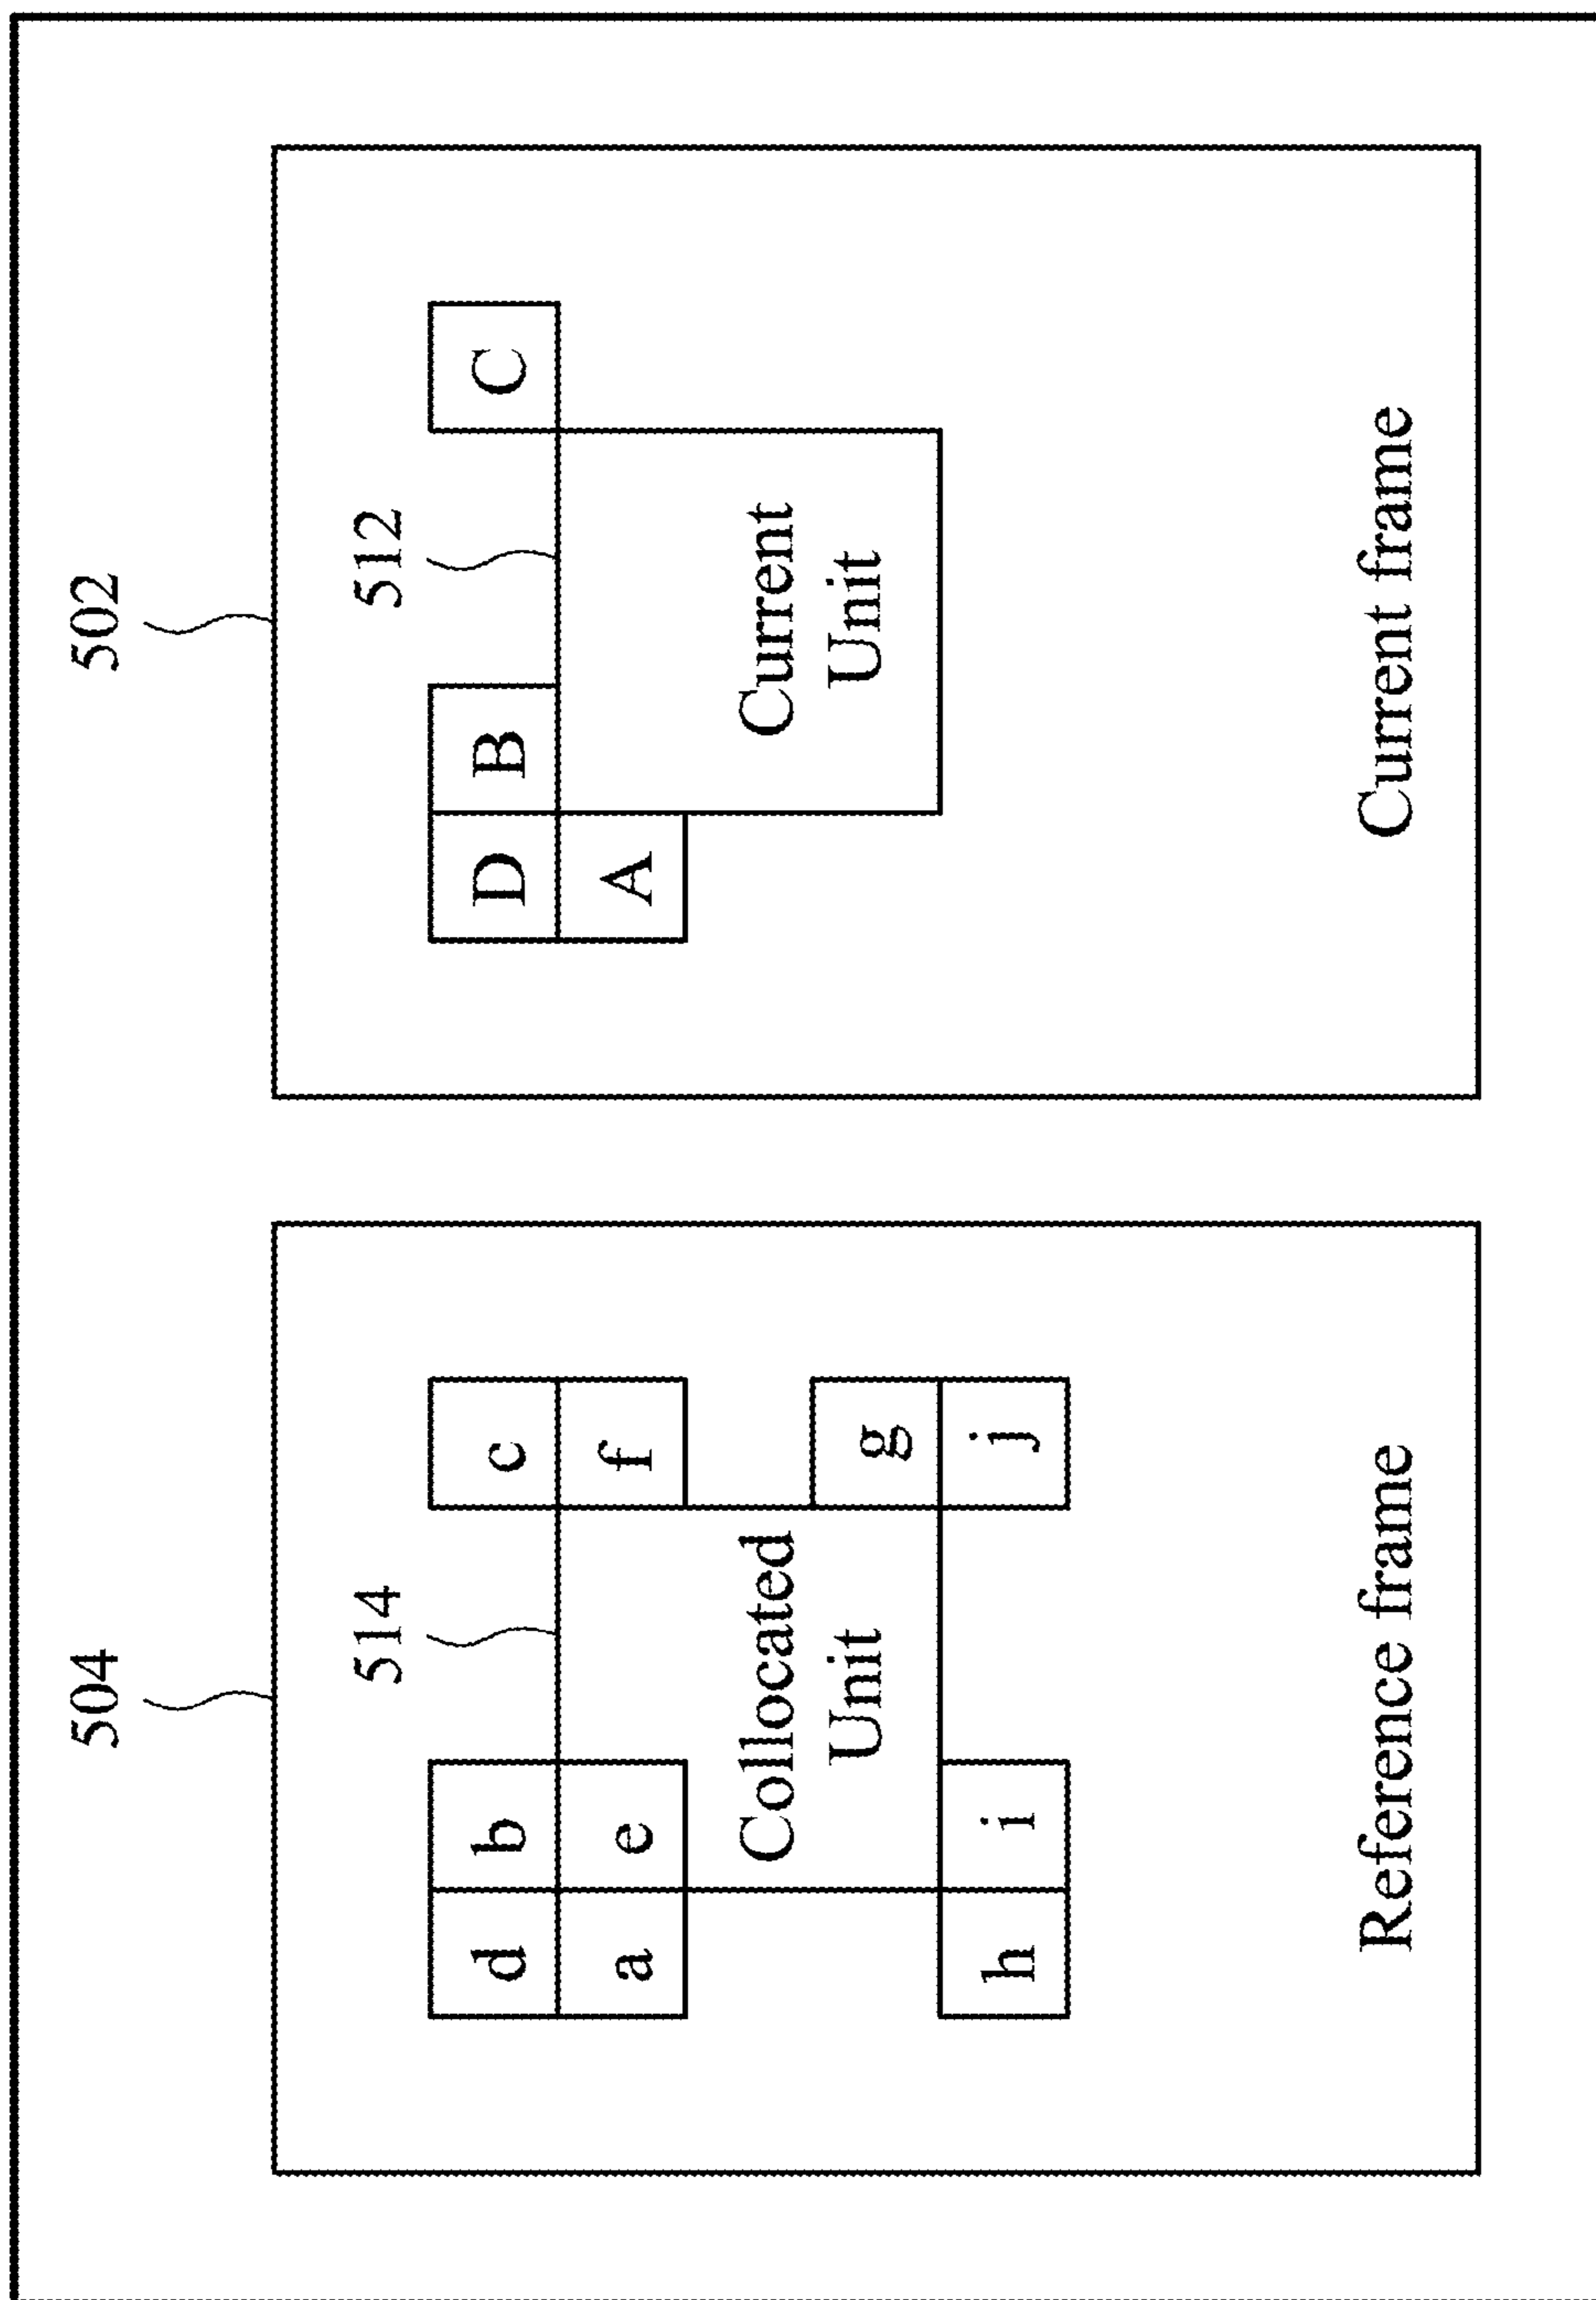 504
514
d b c
a e f
Collocated
Unit
g
h i j
Reference frame
502
512
D B C
A
Current
Unit
Current frame